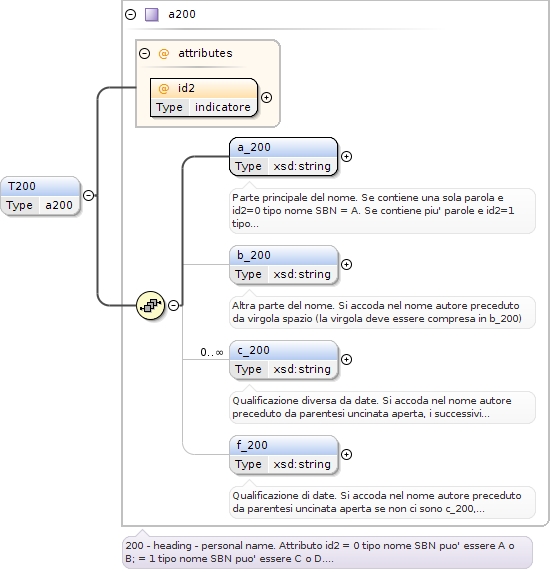 a200
@ attributes
@ id2
Type indicatore
T200
Type a200
a_200
Type xsd:string
Parte principale del nome. Se contiene una sola parola e
id2=0 tipo nome SBN = A. Se contiene piu' parole e id2=1
tipo...
b_200
Type xsd:string
Altra parte del nome. Si accoda nel nome autore preceduto
da virgola spazio (la virgola deve essere compresa in b_200)
0..∞
c_200
Type xsd:string
Qualificazione diversa da date. Si accoda nel nome autore
preceduto da parentesi uncinata aperta, i successivi...
f_200
Type xsd:string
Qualificazione di date. Si accoda nel nome autore preceduto
da parentesi uncinata aperta se non ci sono c_200,...
200 - heading - personal name. Attributo id2 = 0 tipo nome SBN puo' essere A o
B; = 1 tipo nome SBN puo' essere C o D....